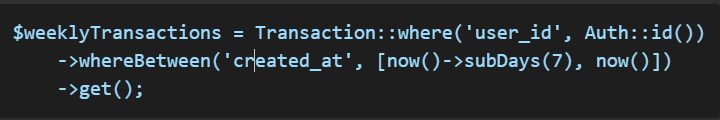 $weeklyTransactions = Transaction::where('user_id', Auth::id())
->whereBetween('created_at', [now()->subDays(7), now()])
->get();